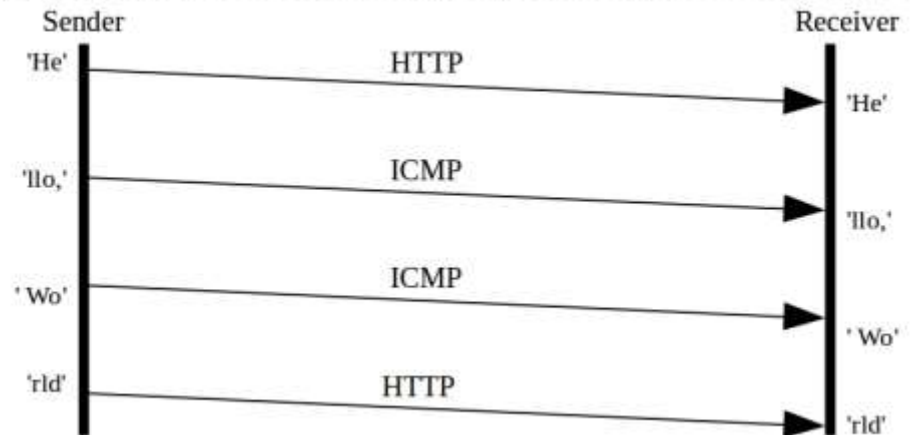 Sender Receiver
'He' HTTP 'He'
'llo,' ICMP 'llo,'
' Wo' ICMP ' Wo'
'rld' HTTP 'rld'